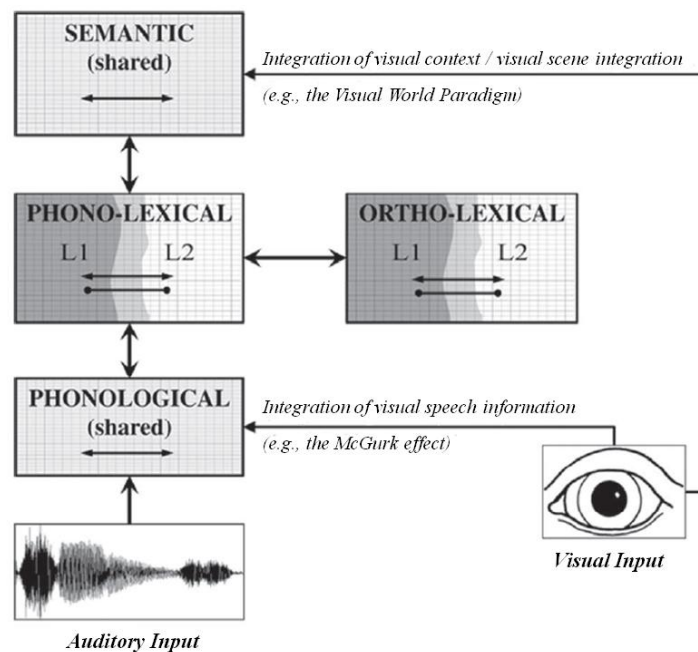 SEMANTIC
(shared)
Integration of visual context / visual scene integration
(e.g., the Visual World Paradigm)
PHONO-LEXICAL
L1 L2
ORTHO-LEXICAL
L1 L2
PHONOLOGICAL
(shared)
Integration of visual speech information
(e.g., the McGurk effect)
Visual Input
Auditory Input